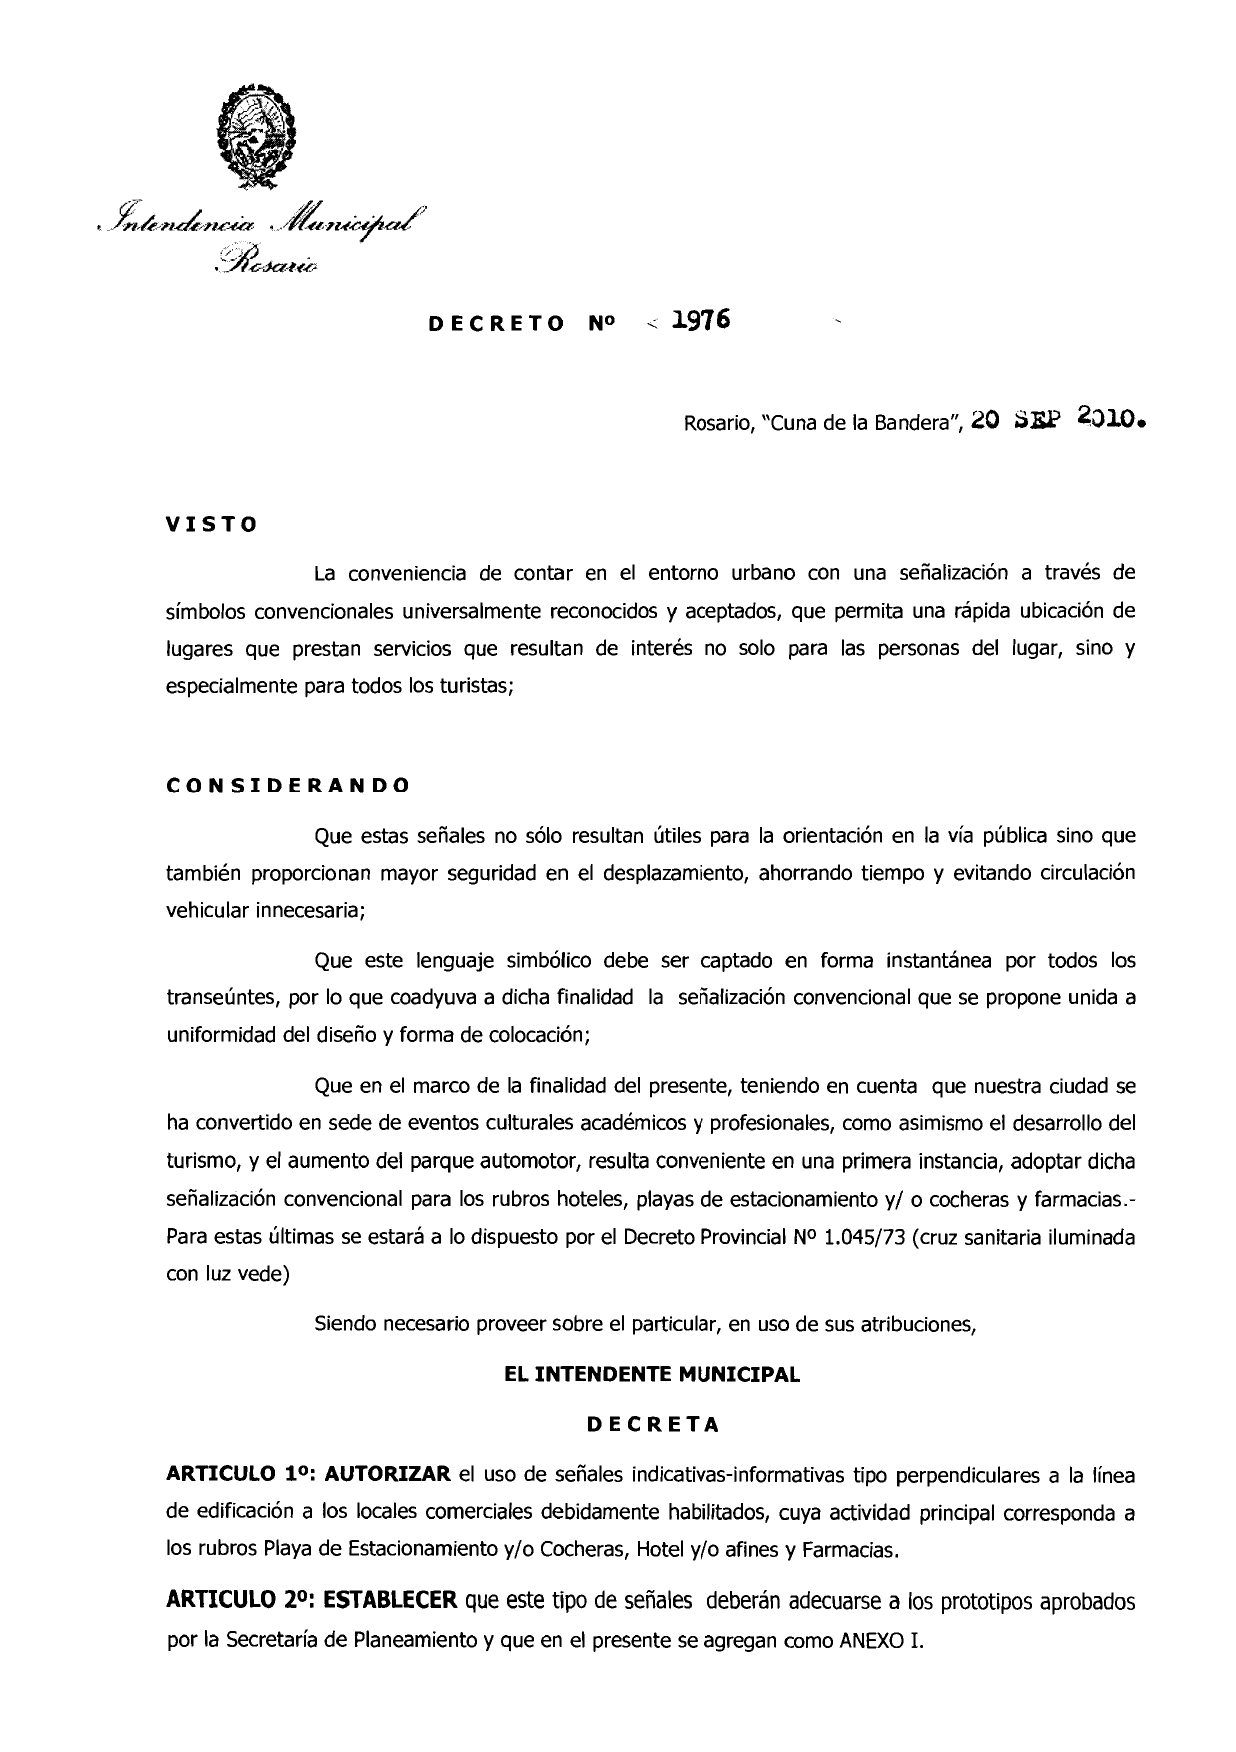 Intendencia Municipal
Rosario
DECRETO Nº 1976
Rosario, "Cuna de la Bandera", 20 SEP 2010.
VISTO
La conveniencia de contar en el entorno urbano con una señalización a través de
símbolos convencionales universalmente reconocidos y aceptados, que permita una rápida ubicación de
lugares que prestan servicios que resultan de interés no solo para las personas del lugar, sino y
especialmente para todos los turistas;
CONSIDERANDO
Que estas señales no sólo resultan útiles para la orientación en la vía pública sino que
también proporcionan mayor seguridad en el desplazamiento, ahorrando tiempo y evitando circulación
vehicular innecesaria;
Que este lenguaje simbólico debe ser captado en forma instantánea por todos los
transeúntes, por lo que coadyuva a dicha finalidad la señalización convencional que se propone unida a
uniformidad del diseño y forma de colocación;
Que en el marco de la finalidad del presente, teniendo en cuenta que nuestra ciudad se
ha convertido en sede de eventos culturales académicos y profesionales, como asimismo el desarrollo del
turismo, y el aumento del parque automotor, resulta conveniente en una primera instancia, adoptar dicha
señalización convencional para los rubros hoteles, playas de estacionamiento y/ o cocheras y farmacias.-
Para estas últimas se estará a lo dispuesto por el Decreto Provincial Nº 1.045/73 (cruz sanitaria iluminada
con luz vede)
Siendo necesario proveer sobre el particular, en uso de sus atribuciones,
EL INTENDENTE MUNICIPAL
DECRETA
ARTICULO 1º: AUTORIZAR el uso de señales indicativas-informativas tipo perpendiculares a la línea
de edificación a los locales comerciales debidamente habilitados, cuya actividad principal corresponda a
los rubros Playa de Estacionamiento y/o Cocheras, Hotel y/o afines y Farmacias.
ARTICULO 2º: ESTABLECER que este tipo de señales deberán adecuarse a los prototipos aprobados
por la Secretaría de Planeamiento y que en el presente se agregan como ANEXO I.